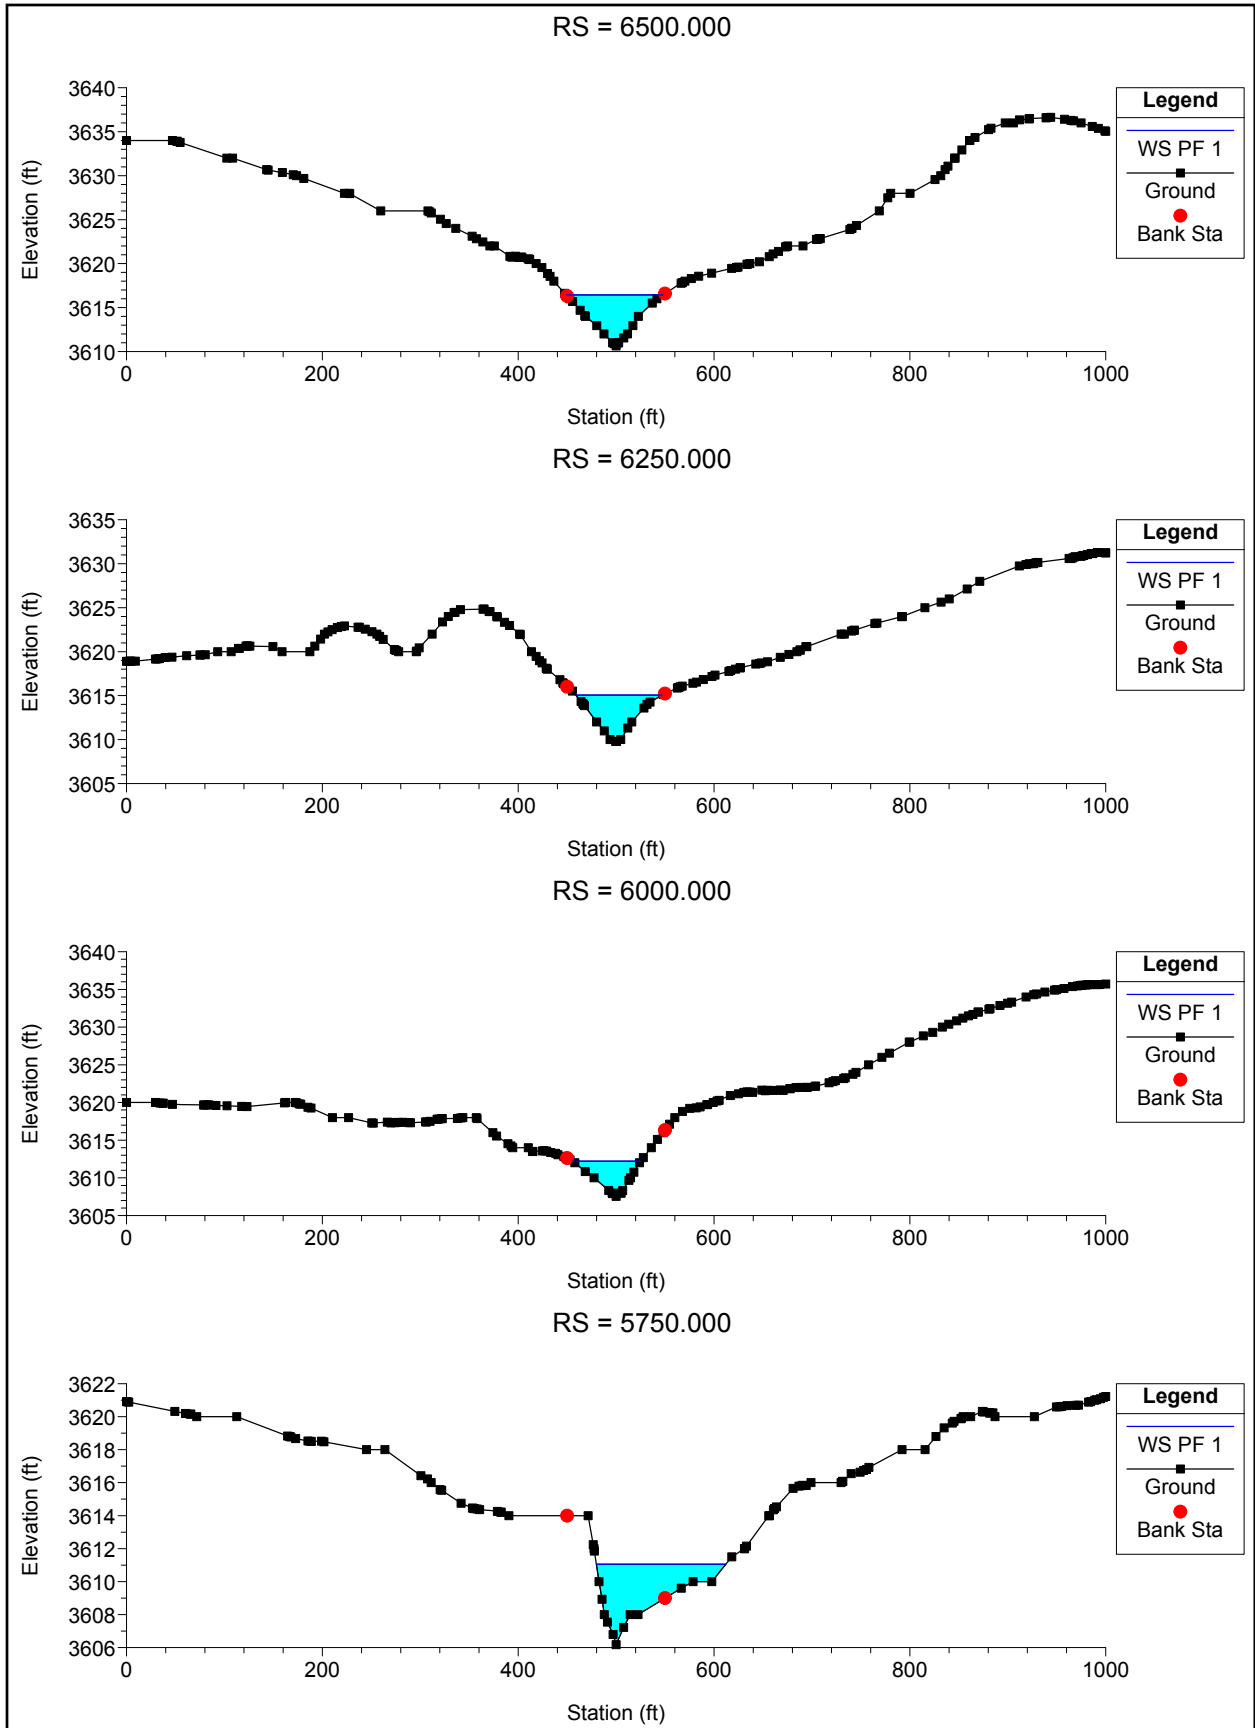 RS = 6500.000
3640
3635
3630
3625
3620
3615
3610
Elevation (ft)
0 200 400 600 800 1000
Station (ft)
Legend
WS PF 1
Ground
Bank Sta
RS = 6250.000
3635
3630
3625
3620
3615
3610
3605
Elevation (ft)
0 200 400 600 800 1000
Station (ft)
Legend
WS PF 1
Ground
Bank Sta
RS = 6000.000
3640
3635
3630
3625
3620
3615
3610
3605
Elevation (ft)
0 200 400 600 800 1000
Station (ft)
Legend
WS PF 1
Ground
Bank Sta
RS = 5750.000
3622
3620
3618
3616
3614
3612
3610
3608
3606
Elevation (ft)
0 200 400 600 800 1000
Station (ft)
Legend
WS PF 1
Ground
Bank Sta